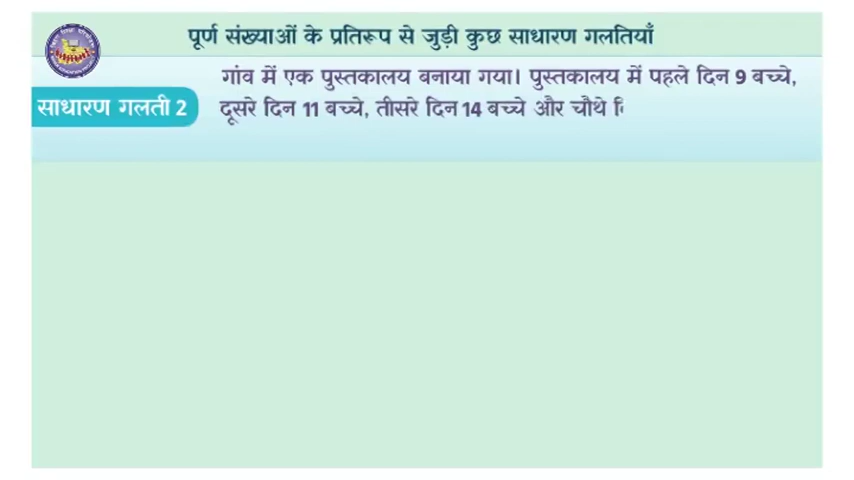 पूर्ण संख्याओं के प्रतिरूप से जुड़ी कुछ साधारण गलतियाँ
गांव में एक पुस्तकालय बनाया गया। पुस्तकालय में पहले दिन 9 बच्चे,
साधारण गलती 2
दूसरे दिन 11 बच्चे, तीसरे दिन 14 बच्चे और चौथे